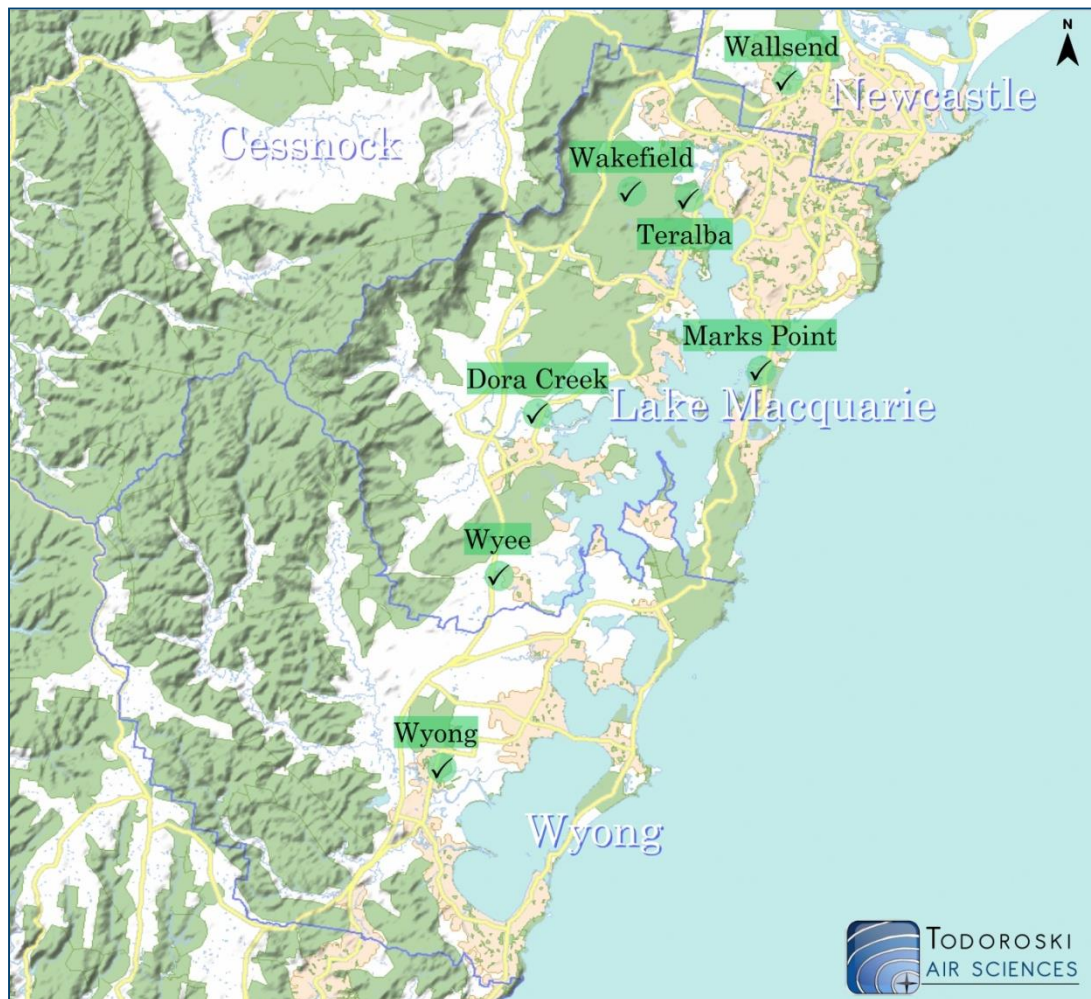 N
Wallsend
Newcastle
Cessnock
Wakefield
Teralba
Marks Point
Dora Creek
Lake Macquarie
Wyee
Wyong
Wyong
TODOROSKI
AIR SCIENCES